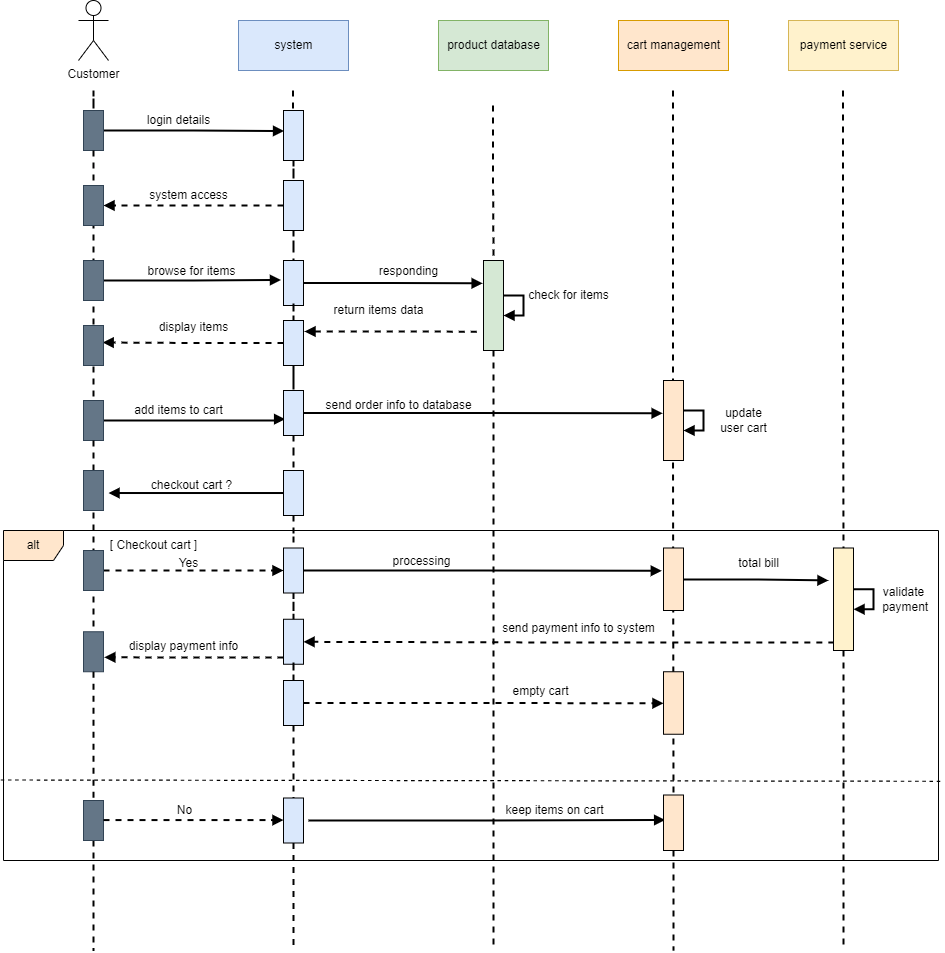 system
product database
cart management
payment service
Customer
login details
system access
browse for items
responding
check for items
return items data
display items
add items to cart
send order info to database
update
user cart
checkout cart ?
alt
[ Checkout cart ]
Yes
processing
total bill
validate
payment
send payment info to system
display payment info
empty cart
No
keep items on cart